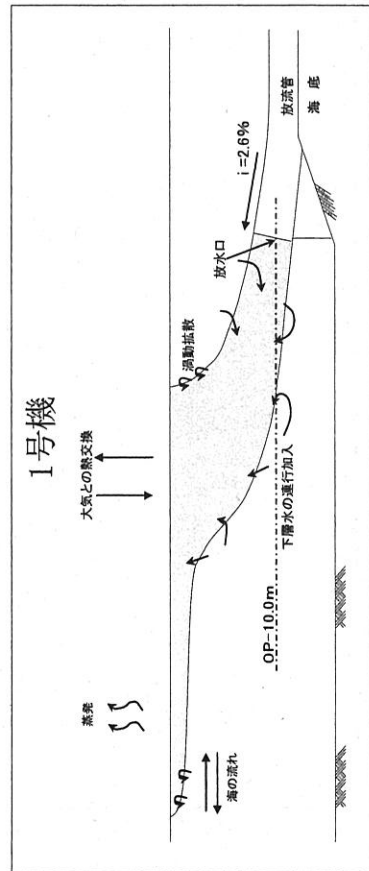 1号機
蒸発
大気との熱交換
渦動拡散
海の流れ
OP-10.0m
下層水の連行加入
放水口
i=2.6%
放流管
海底